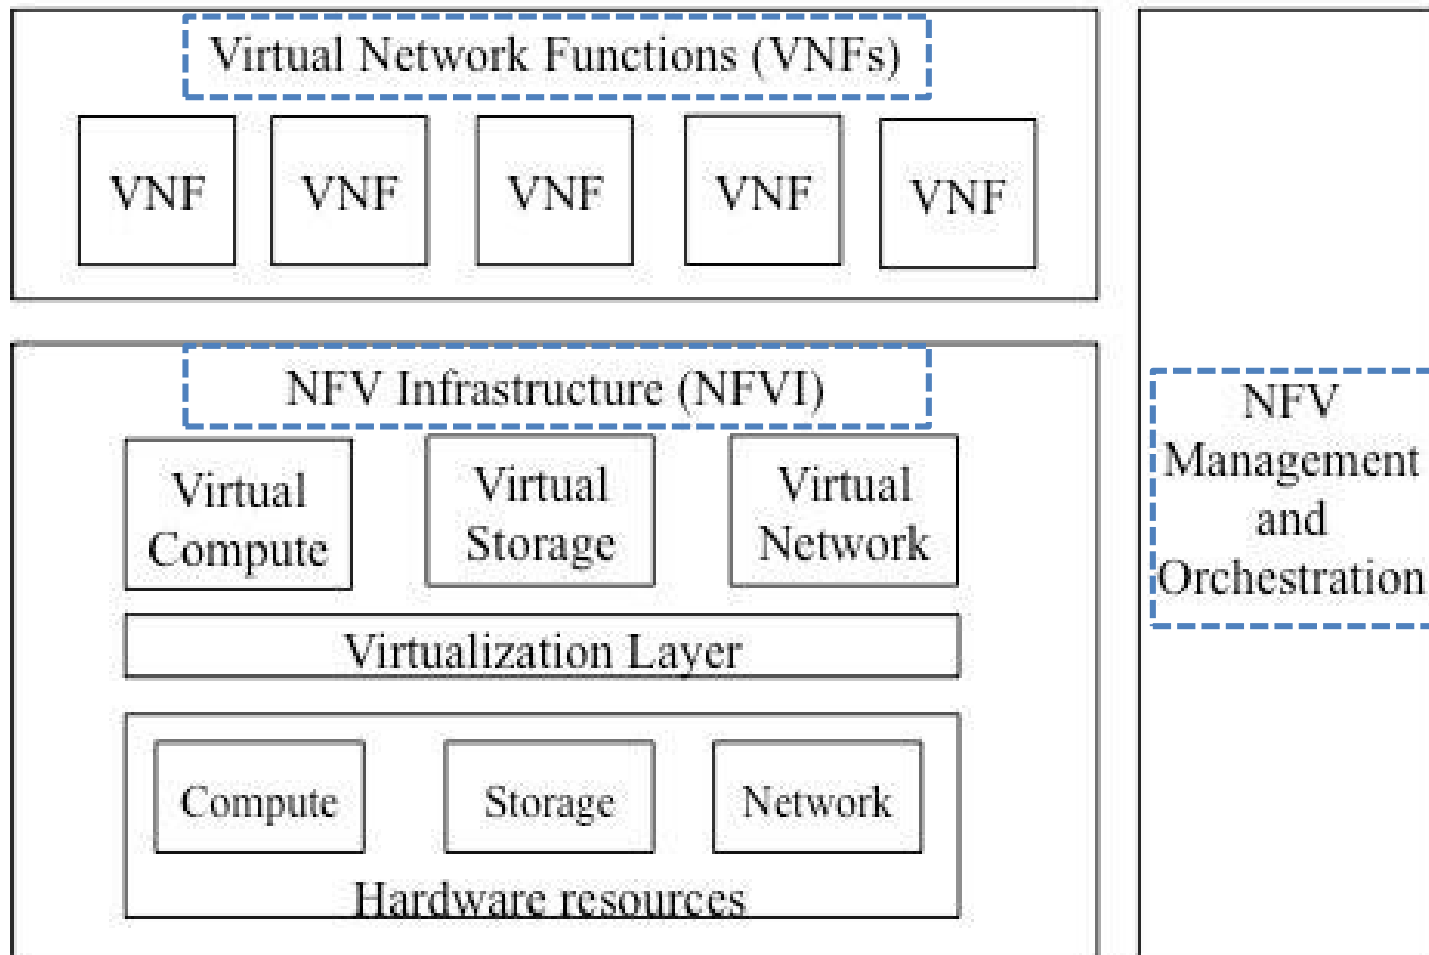 Virtual Network Functions (VNFs)
VNF VNF VNF VNF VNF
NFV Infrastructure (NFVI)
Virtual
Compute
Virtual
Storage
Virtual
Network
Virtualization Layer
Compute Storage Network
Hardware resources
NFV
Management
and
Orchestration